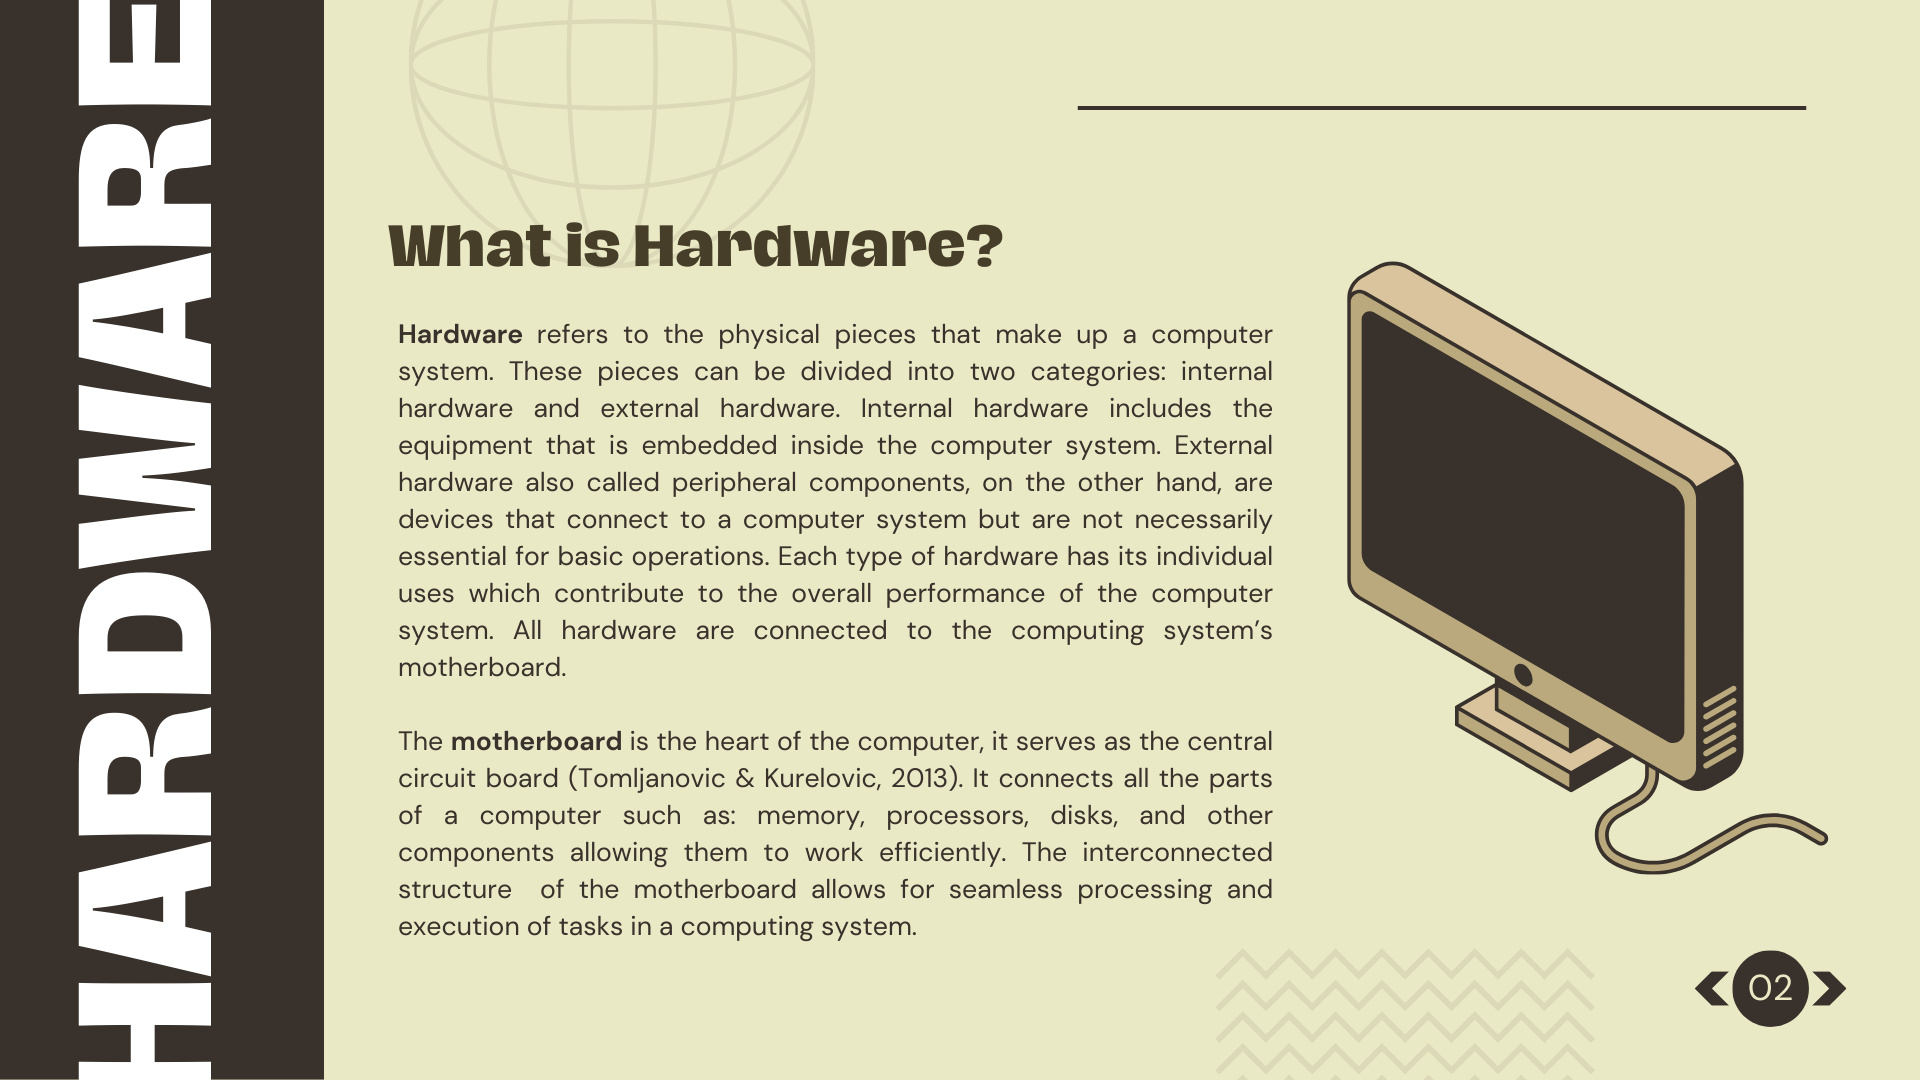 HARDWARE
What is Hardware?
Hardware refers to the physical pieces that make up a computer
system. These pieces can be divided into two categories: internal
hardware and external hardware. Internal hardware includes the
equipment that is embedded inside the computer system. External
hardware also called peripheral components, on the other hand, are
devices that connect to a computer system but are not necessarily
essential for basic operations. Each type of hardware has its individual
uses which contribute to the overall performance of the computer
system. All hardware are connected to the computing system’s
motherboard.
The motherboard is the heart of the computer, it serves as the central
circuit board (Tomljanovic & Kurelovic, 2013). It connects all the parts
of a computer such as: memory, processors, disks, and other
components allowing them to work efficiently. The interconnected
structure of the motherboard allows for seamless processing and
execution of tasks in a computing system.
02